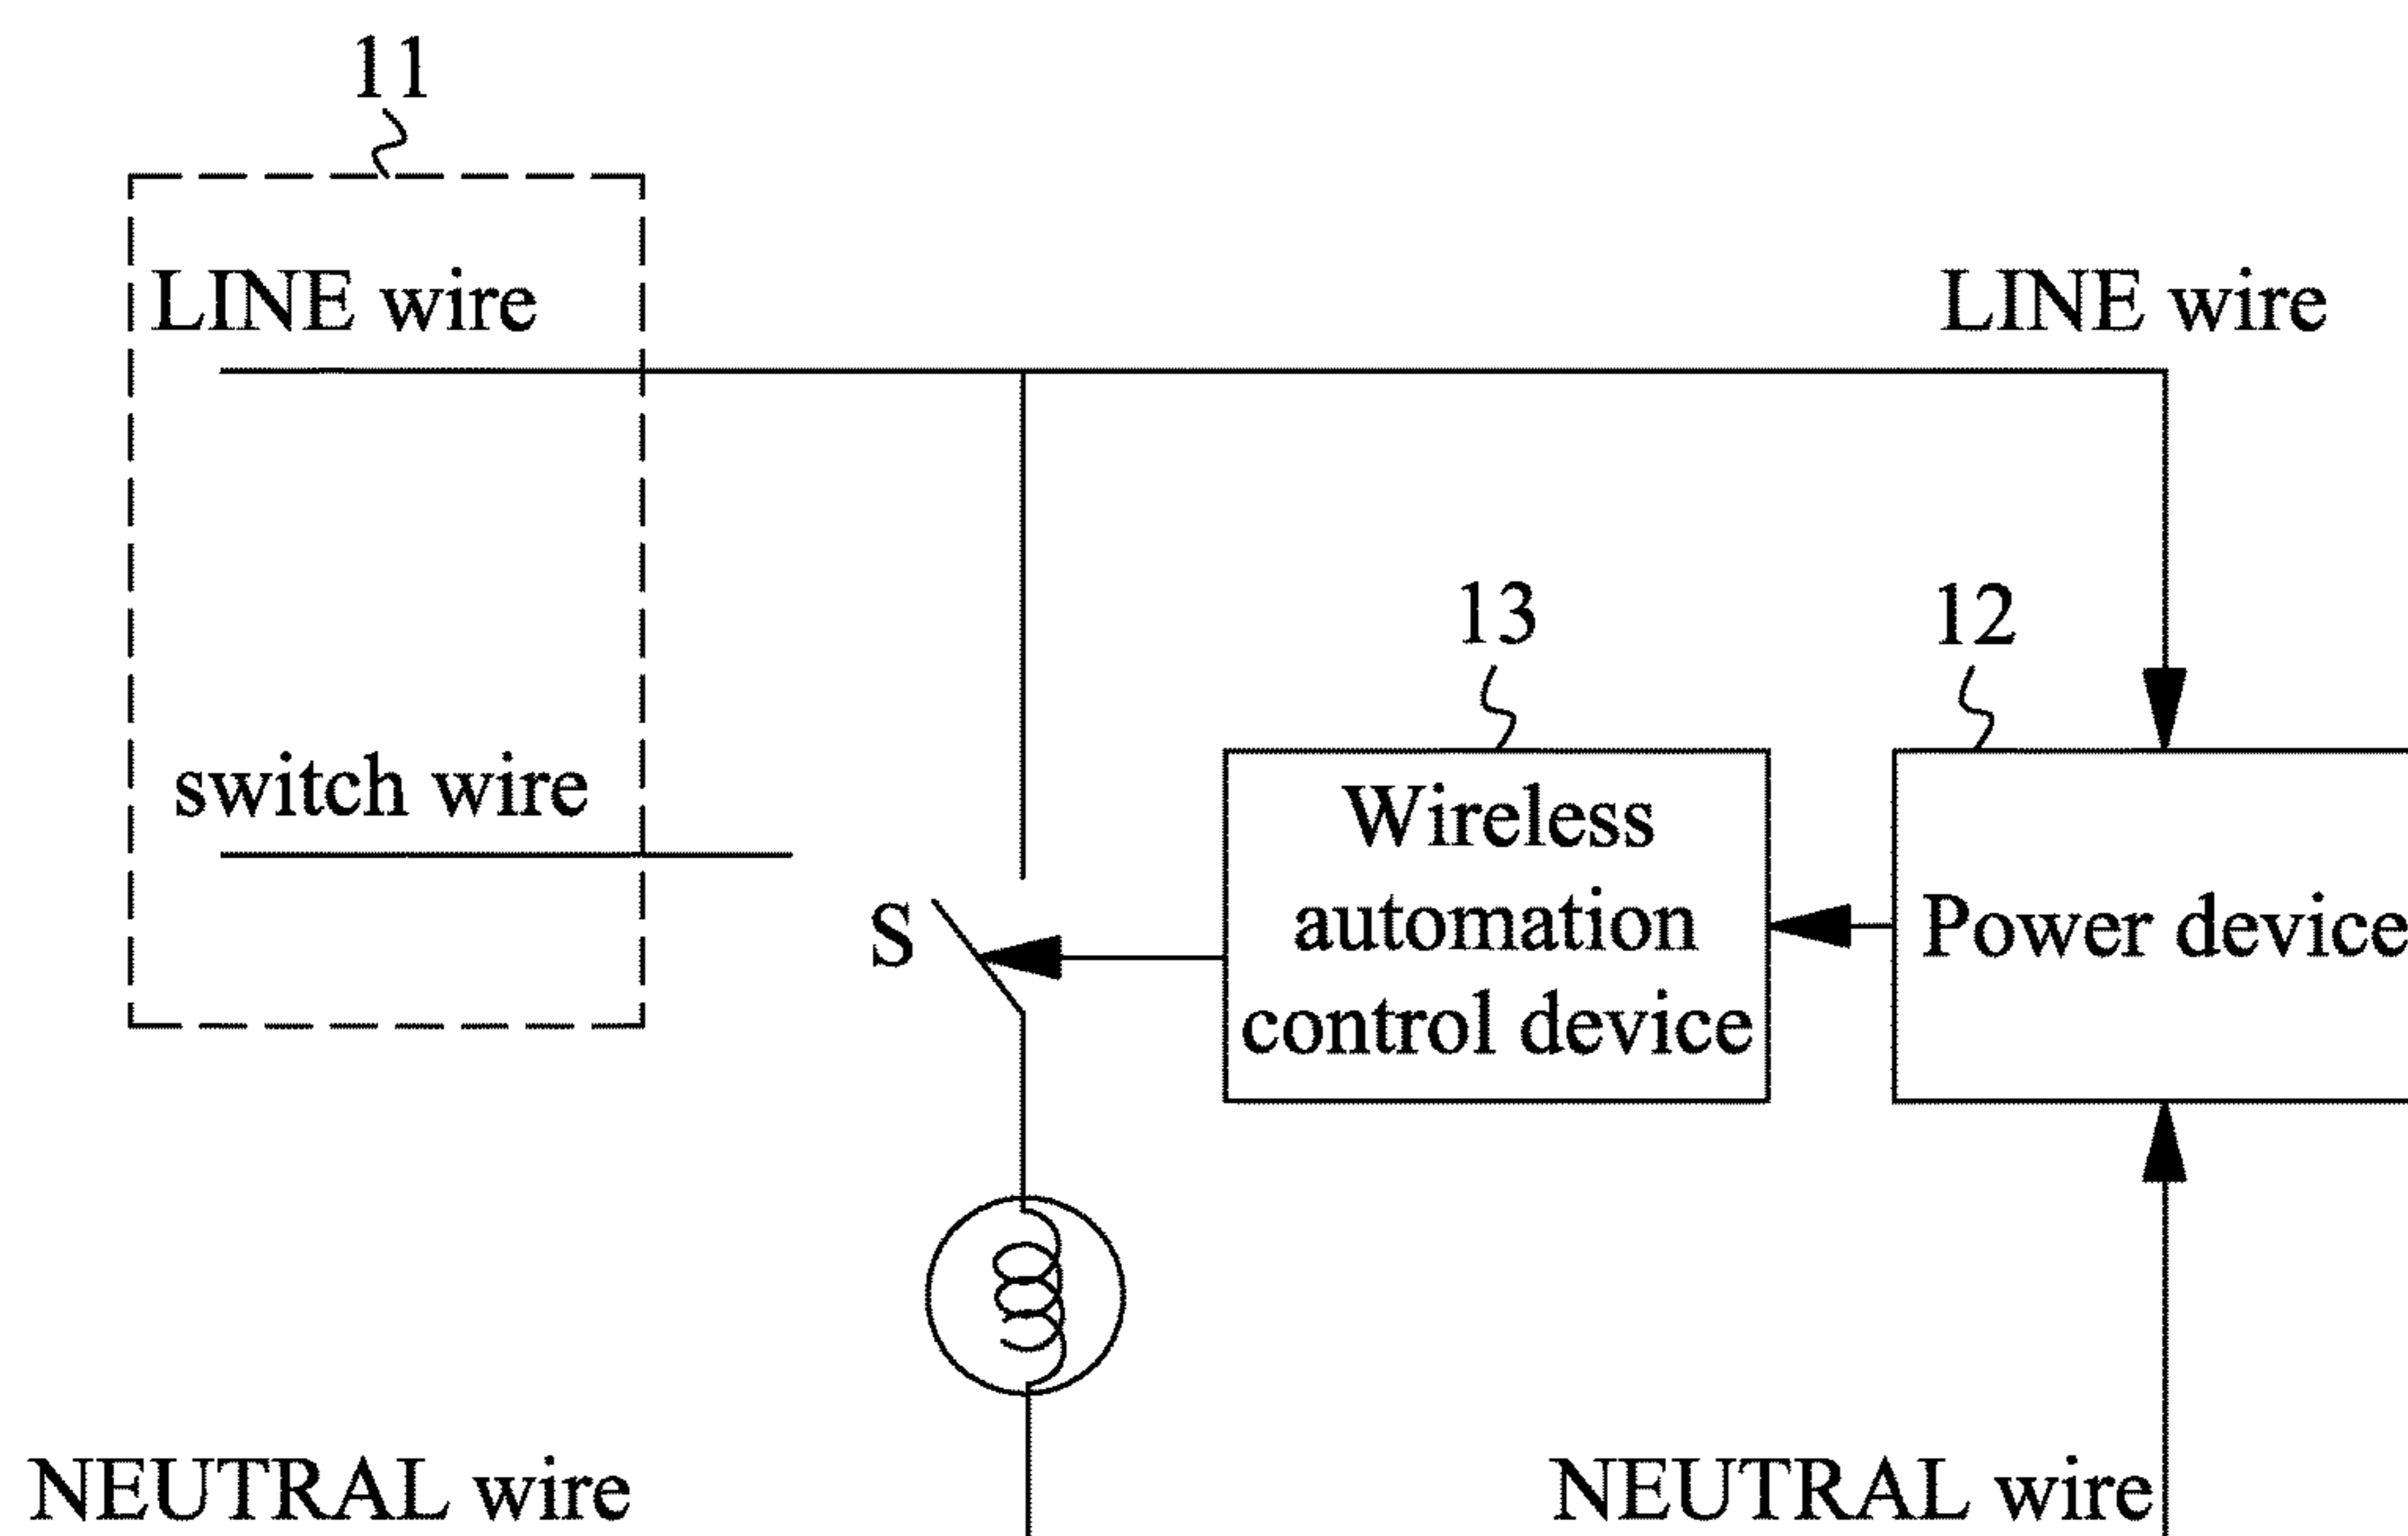 11
LINE wire
LINE wire
13
12
switch wire
S
Wireless
automation
control device
Power device
NEUTRAL wire
NEUTRAL wire